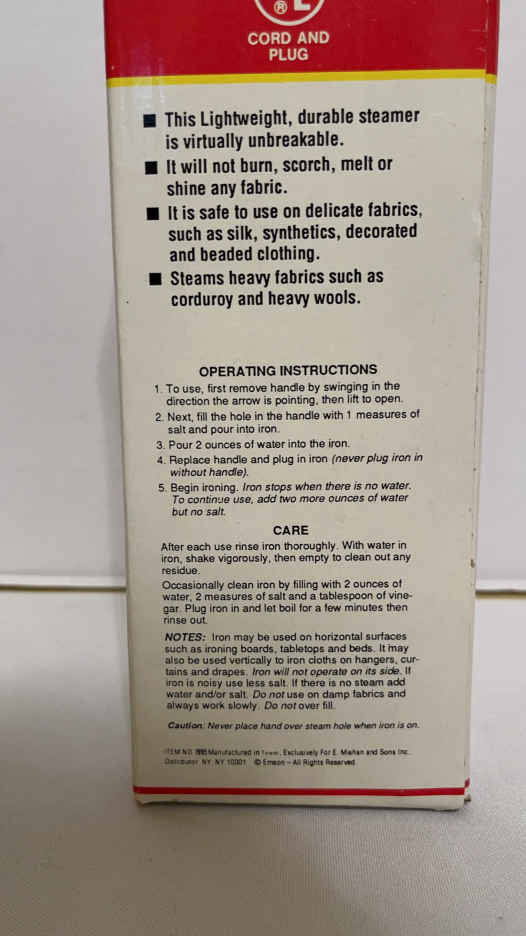 ® L
CORD AND
PLUG
■ This Lightweight, durable steamer
is virtually unbreakable.
■ It will not burn, scorch, melt or
shine any fabric.
■ It is safe to use on delicate fabrics,
such as silk, synthetics, decorated
and beaded clothing.
■ Steams heavy fabrics such as
corduroy and heavy wools.
OPERATING INSTRUCTIONS
1. To use, first remove handle by swinging in the
direction the arrow is pointing, then lift to open.
2. Next, fill the hole in the handle with 1 measures of
salt and pour into iron.
3. Pour 2 ounces of water into the iron.
4. Replace handle and plug in iron (never plug iron in
without handle).
5. Begin ironing. Iron stops when there is no water.
To continue use, add two more ounces of water
but no salt.
CARE
After each use rinse iron thoroughly. With water in
iron, shake vigorously, then empty to clean out any
residue.
Occasionally clean iron by filling with 2 ounces of
water, 2 measures of salt and a tablespoon of vine-
gar. Plug iron in and let boil for a few minutes then
rinse out.
NOTES: Iron may be used on horizontal surfaces
such as ironing boards, tabletops and beds. It may
also be used vertically to iron cloths on hangers, cur-
tains and drapes. Iron will not operate on its side. If
iron is noisy use less salt. If there is no steam add
water and/or salt. Do not use on damp fabrics and
always work slowly. Do not over fill.
Caution: Never place hand over steam hole when iron is on.
ITEM NO. Manufactured in Taiwan, Exclusively For E. Mishan and Sons Inc.
Distributor NY, NY 10001 © Emson – All Rights Reserved.